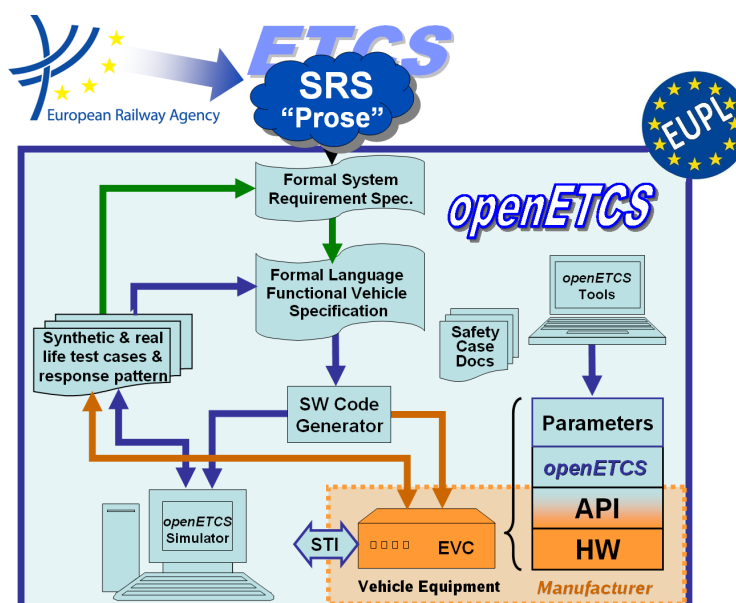 ETCS
SRS
“Prose”
European Railway Agency
EUPL
Formal System
Requirement Spec.
openETCS
Formal Language
Functional Vehicle
Specification
openETCS
Tools
Synthetic & real
life test cases &
response pattern
Safety
Case
Docs
SW Code
Generator
Parameters
openETCS
API
HW
openETCS
Simulator
STI
EVC
Vehicle Equipment
Manufacturer